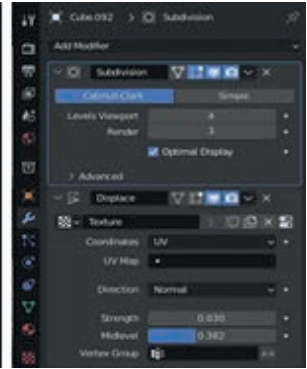 Cube.092 > Subdivision
Add Modifier
Subdivision
Catmull-Clark Simple
Levels Viewport 4
Render 3
Optimal Display
> Advanced
Displace
Texture
Coordinates UV
UV Map
Direction Normal
Strength 0.030
Midlevel 0.382
Vertex Group